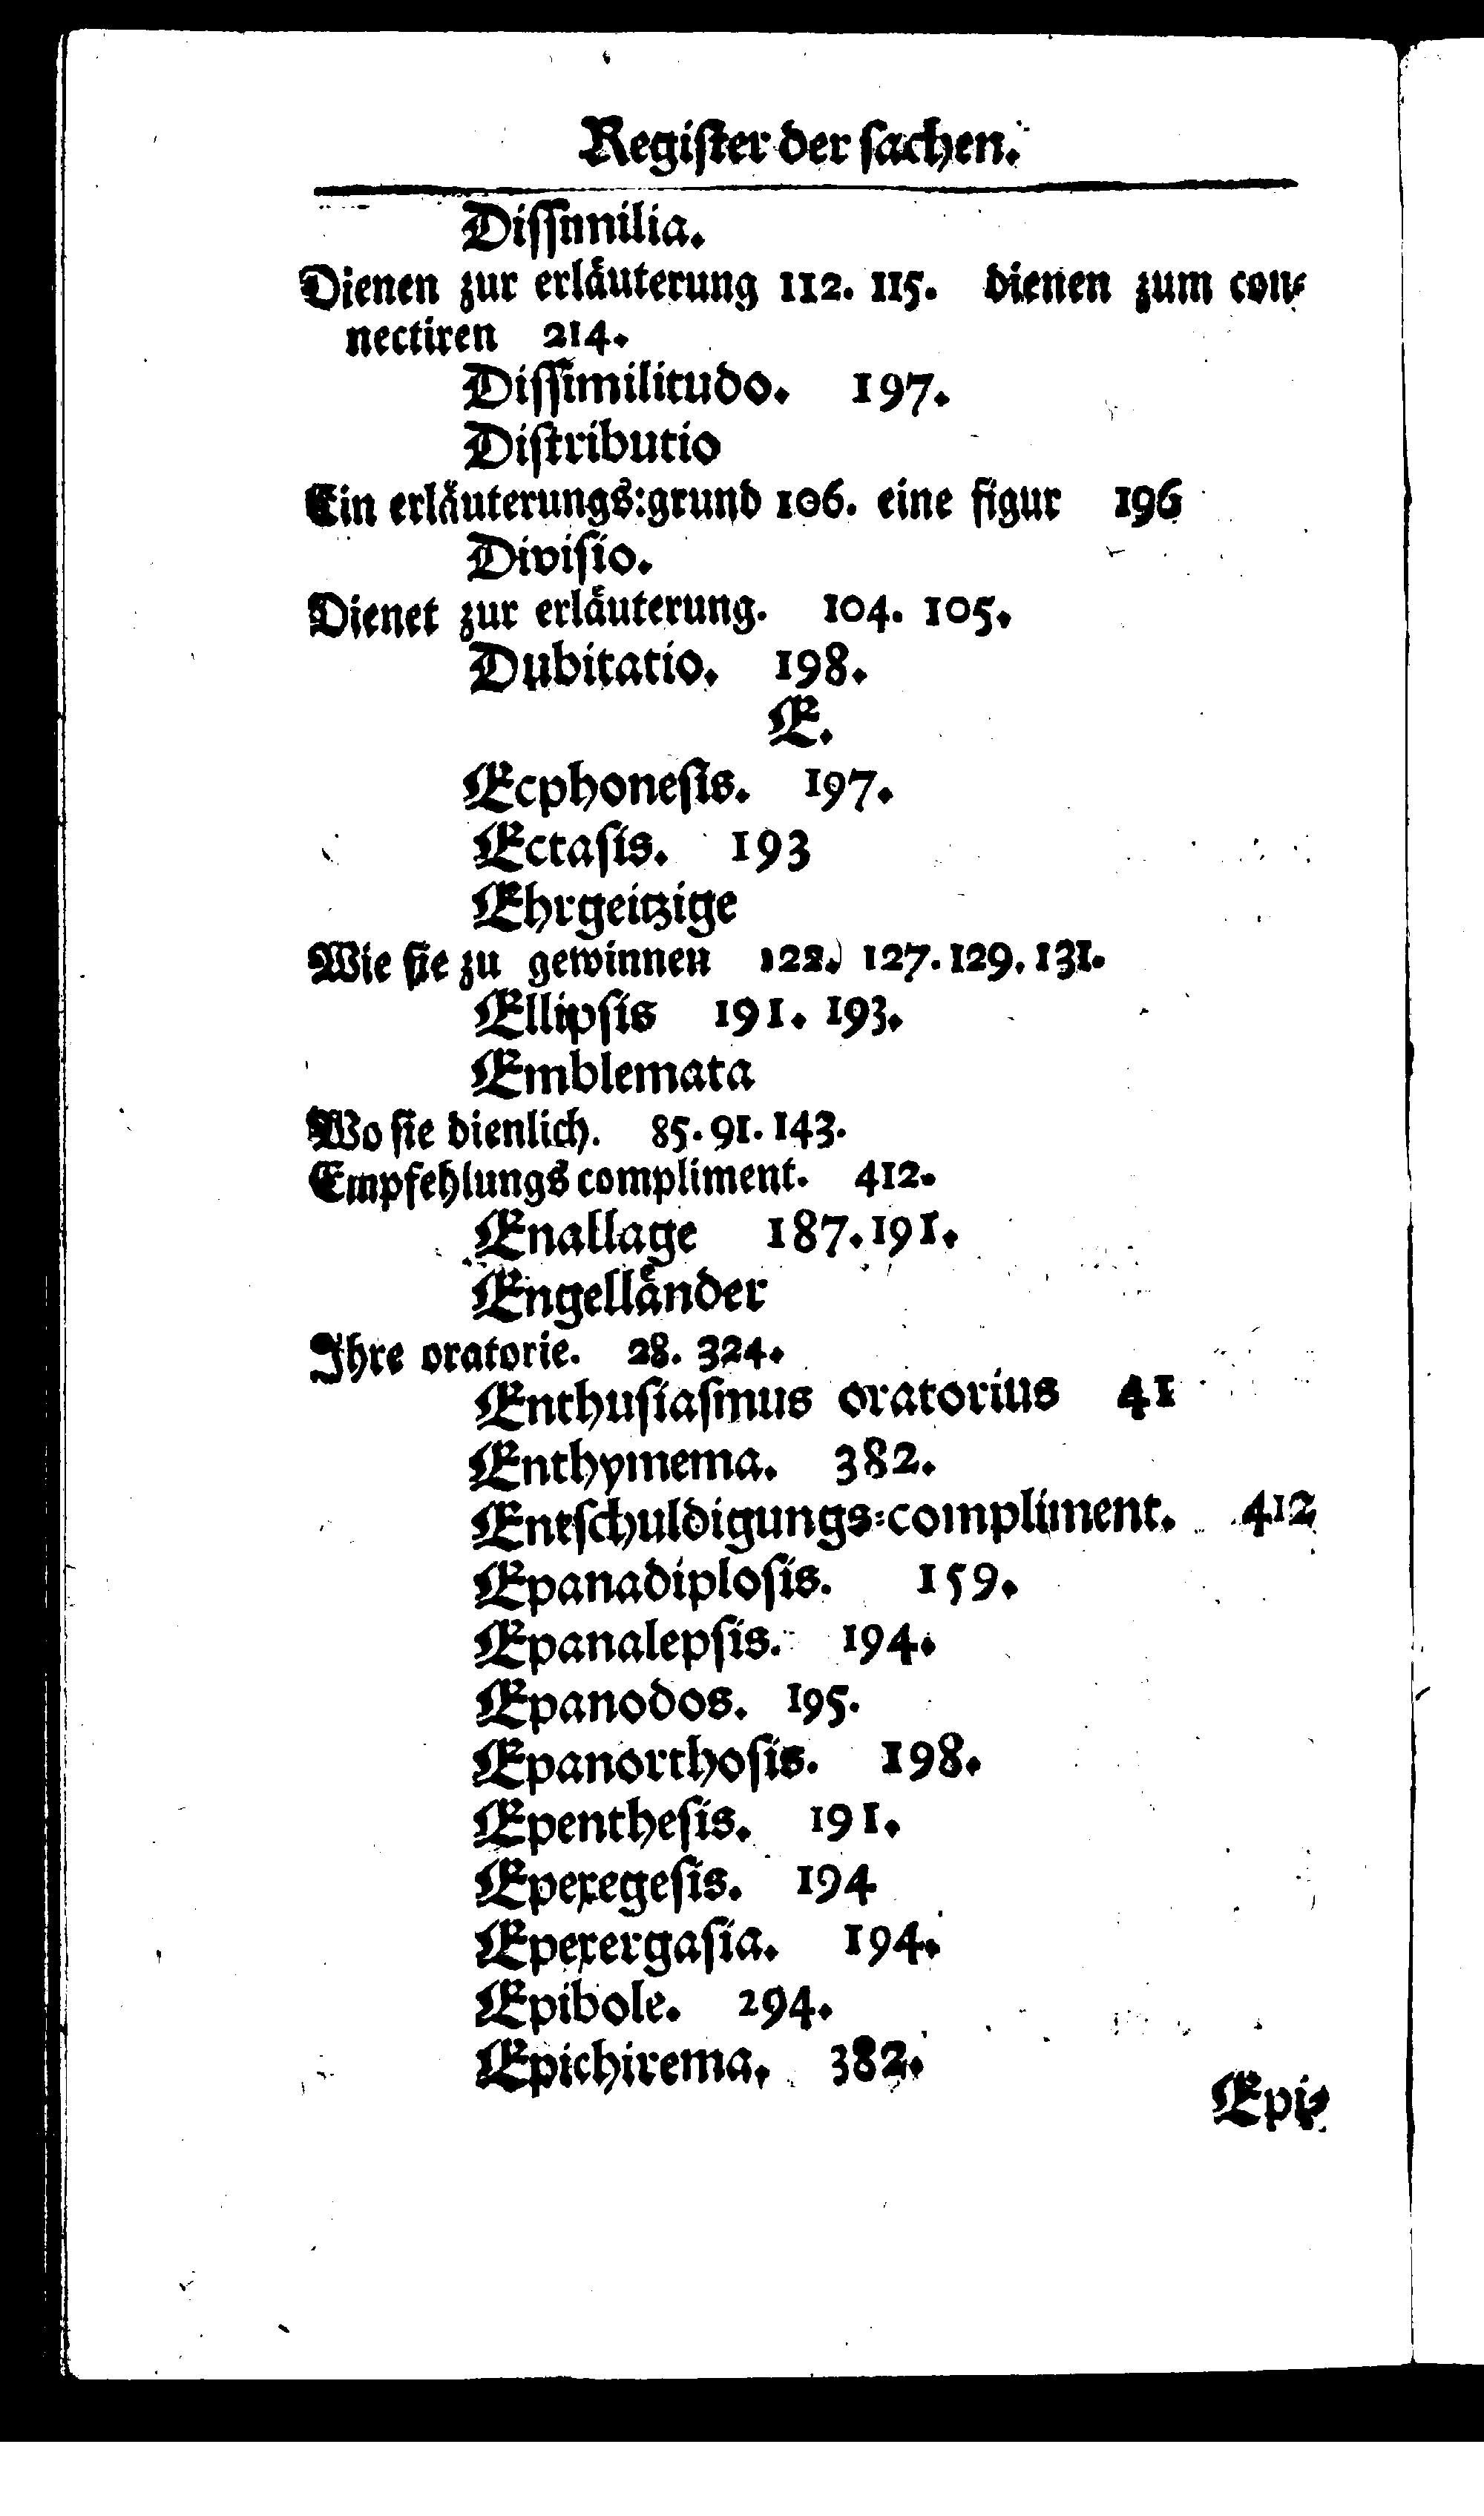 Regiſter der ſachen.
Diſſimilia.
Dienen zur erläuterung 112. 115. dienen zum con⸗
nectiren 214.
Diſſimilitudo. 197.
Diſtributio
Ein erläuterungs⸗grund 106. eine figur 196
Diviſio.
Dienet zur erläuterung. 104. 105.
Dubitatio. 198.
E.
Ecphoneſis. 197.
Ectaſis. 193
Ehrgeitzige
Wie ſie zu gewinnen 122. 127. 129. 131.
Ellipſis 191. 193.
Emblemata
Wo ſie dienlich. 85. 91. 143.
Empfehlungs compliment. 412.
Enallage 187. 191.
Engelländer
Ihre oratorie. 28. 324.
Enthuſiaſmus oratorius 41
Enthymema. 382.
Entſchuldigungs⸗compliment. 412
Epanadiploſis. 159.
Epanalepſis. 194.
Epanodos. 195.
Epanorthoſis. 198.
Epentheſis. 191.
Epexegeſis. 194
Epexergaſia. 194.
Epibole. 294.
Epichirema. 382.
Epi⸗